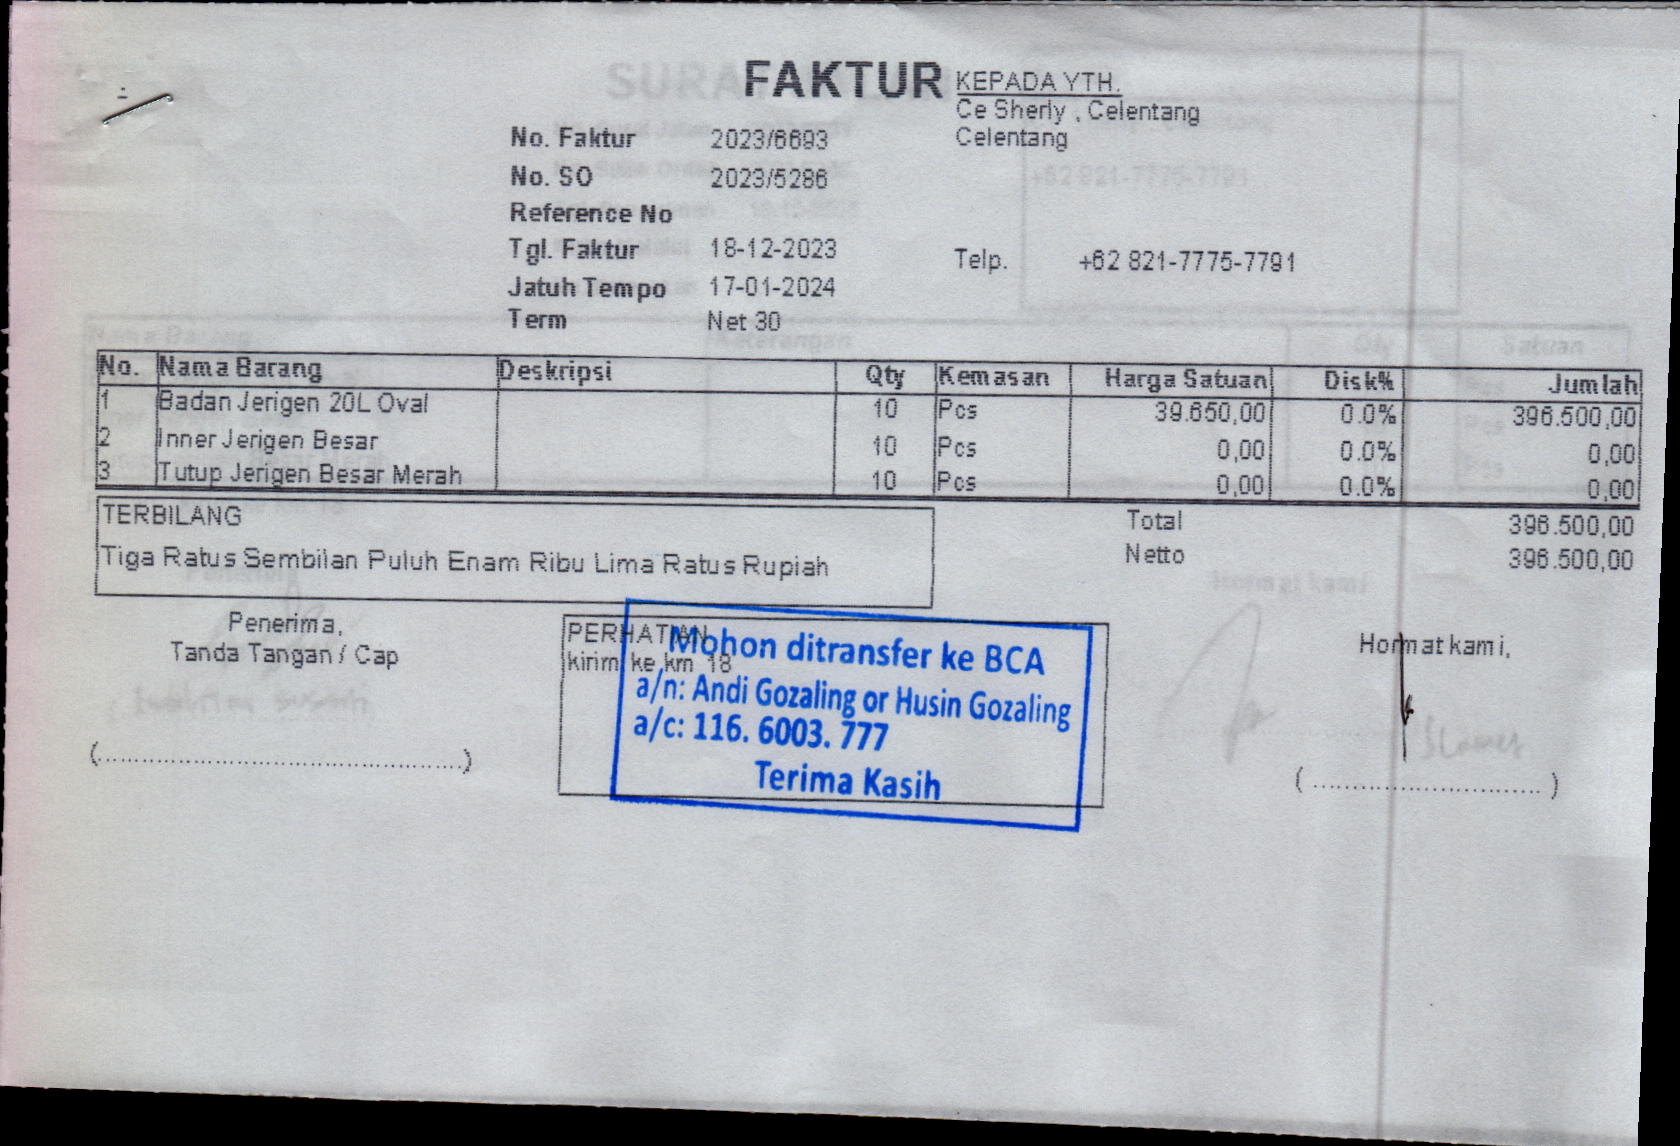 FAKTUR
KEPADA YTH.
Ce Sherly , Celentang
Celentang
No. Faktur 2023/6693
No. SO 2023/5286
Reference No
Tgl. Faktur 18-12-2023
Telp. +62 821-7775-7791
Jatuh Tempo 17-01-2024
Term Net 30
No. Nama Barang Deskripsi Qty Kemasan Harga Satuan Disk% Jumlah
1 Badan Jerigen 20L Oval 10 Pcs 39.650,00 0.0% 396.500,00
2 Inner Jerigen Besar 10 Pcs 0,00 0.0% 0,00
3 Tutup Jerigen Besar Merah 10 Pcs 0,00 0.0% 0,00
TERBILANG
Tiga Ratus Sembilan Puluh Enam Ribu Lima Ratus Rupiah
Total 396.500,00
Netto 396.500,00
Penerima,
Tanda Tangan / Cap
(................................................)
PERHATIAN
kirim ke km 18
Mohon ditransfer ke BCA
a/n: Andi Gozaling or Husin Gozaling
a/c: 116. 6003. 777
Terima Kasih
Hormat kami,
(..............................)